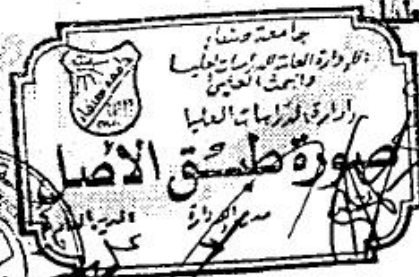 جامعة صنعاء
الإدارة العامة للدراسات العليا
والبحث العلمي
إدارة الدراسات العليا
صورة طبق الأصل
مدير الإدارة